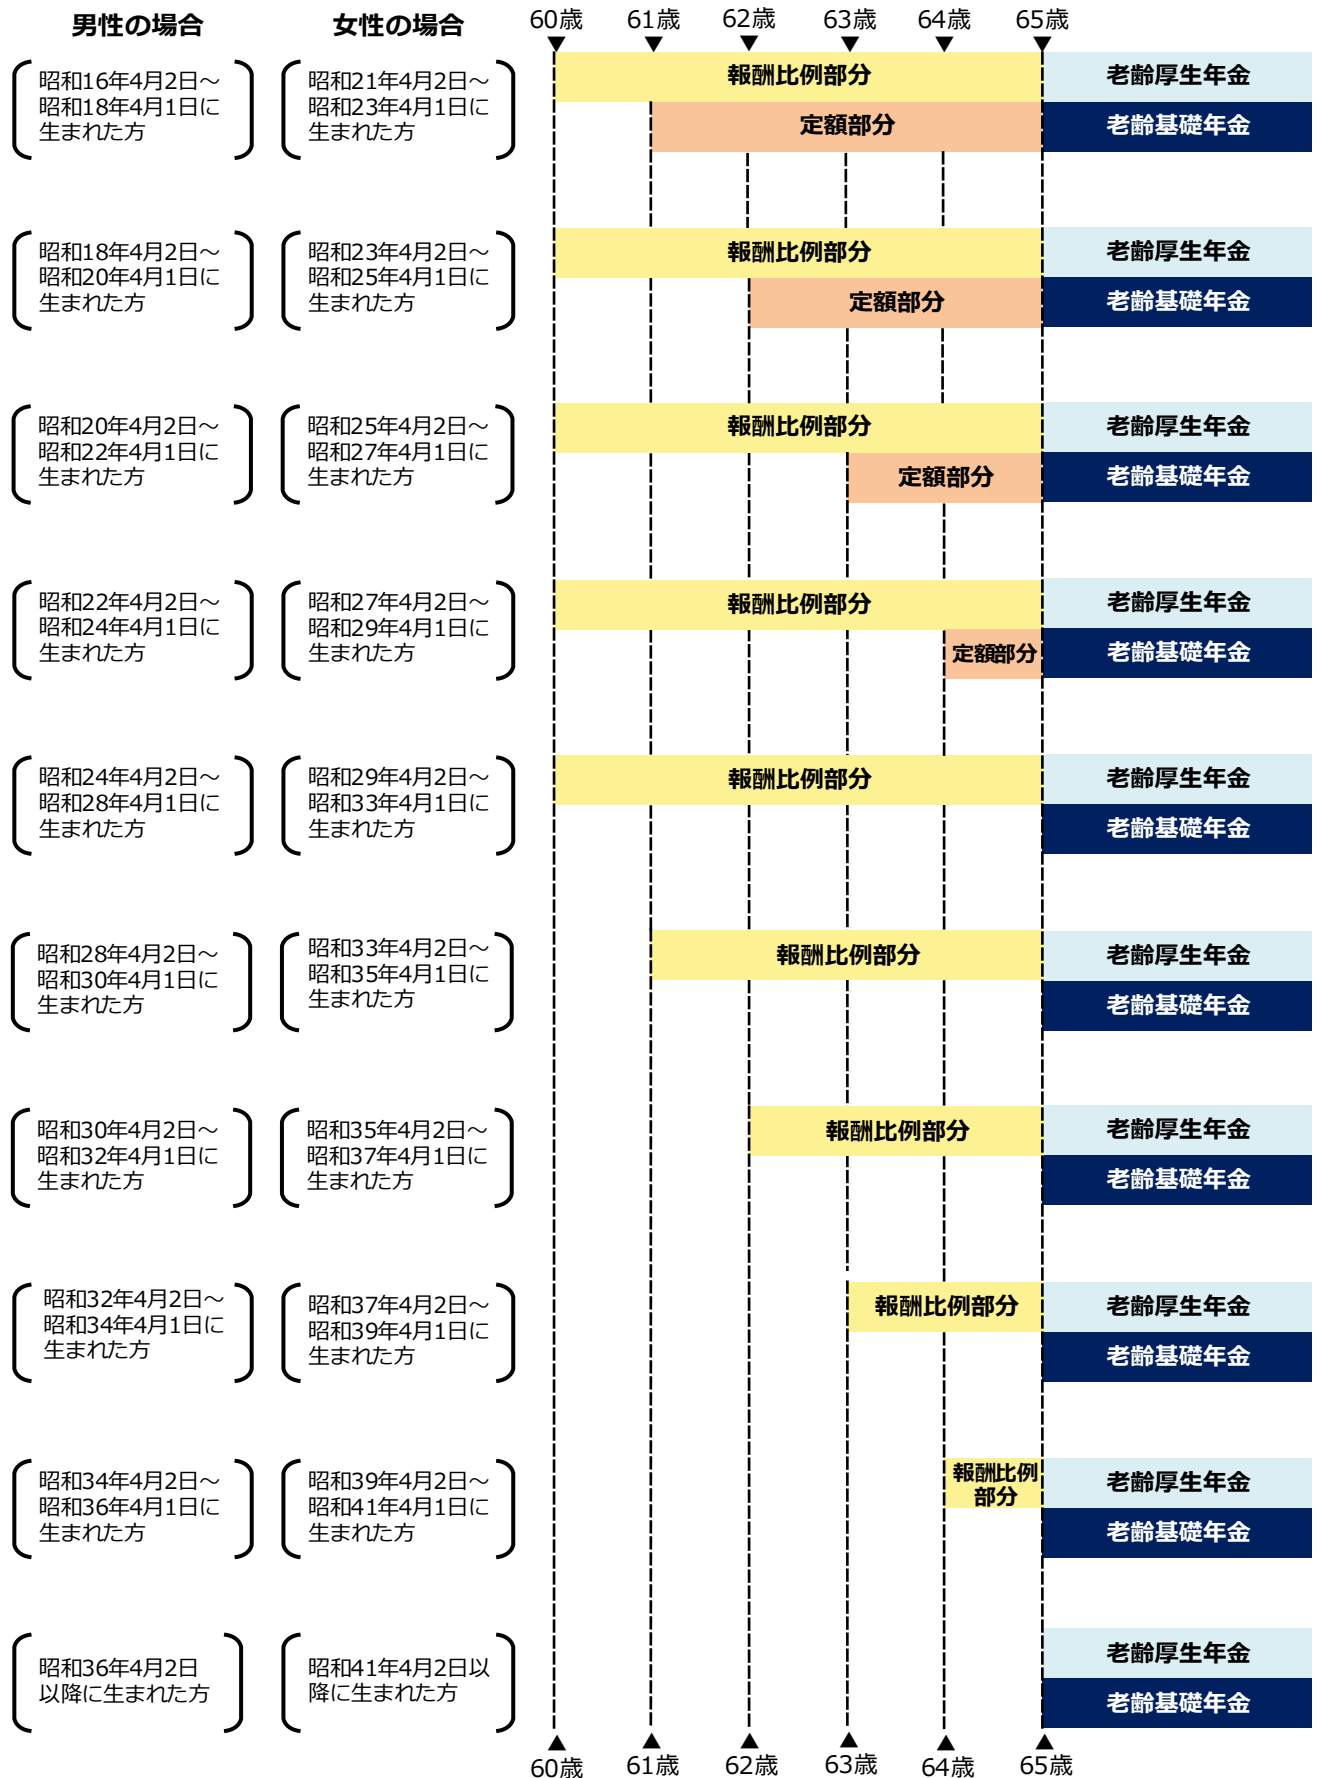 男性の場合
女性の場合
60歳
61歳
62歳
63歳
64歳
65歳
昭和16年4月2日～
昭和18年4月1日に
生まれた方
昭和21年4月2日～
昭和23年4月1日に
生まれた方
報酬比例部分
老齢厚生年金
定額部分
老齢基礎年金
昭和18年4月2日～
昭和20年4月1日に
生まれた方
昭和23年4月2日～
昭和25年4月1日に
生まれた方
報酬比例部分
老齢厚生年金
定額部分
老齢基礎年金
昭和20年4月2日～
昭和22年4月1日に
生まれた方
昭和25年4月2日～
昭和27年4月1日に
生まれた方
報酬比例部分
老齢厚生年金
定額部分
老齢基礎年金
昭和22年4月2日～
昭和24年4月1日に
生まれた方
昭和27年4月2日～
昭和29年4月1日に
生まれた方
報酬比例部分
老齢厚生年金
定額部分
老齢基礎年金
昭和24年4月2日～
昭和28年4月1日に
生まれた方
昭和29年4月2日～
昭和33年4月1日に
生まれた方
報酬比例部分
老齢厚生年金
老齢基礎年金
昭和28年4月2日～
昭和30年4月1日に
生まれた方
昭和33年4月2日～
昭和35年4月1日に
生まれた方
報酬比例部分
老齢厚生年金
老齢基礎年金
昭和30年4月2日～
昭和32年4月1日に
生まれた方
昭和35年4月2日～
昭和37年4月1日に
生まれた方
報酬比例部分
老齢厚生年金
老齢基礎年金
昭和32年4月2日～
昭和34年4月1日に
生まれた方
昭和37年4月2日～
昭和39年4月1日に
生まれた方
報酬比例部分
老齢厚生年金
老齢基礎年金
昭和34年4月2日～
昭和36年4月1日に
生まれた方
昭和39年4月2日～
昭和41年4月1日に
生まれた方
報酬比例
部分
老齢厚生年金
老齢基礎年金
昭和36年4月2日
以降に生まれた方
昭和41年4月2日以
降に生まれた方
老齢厚生年金
老齢基礎年金
60歳
61歳
62歳
63歳
64歳
65歳